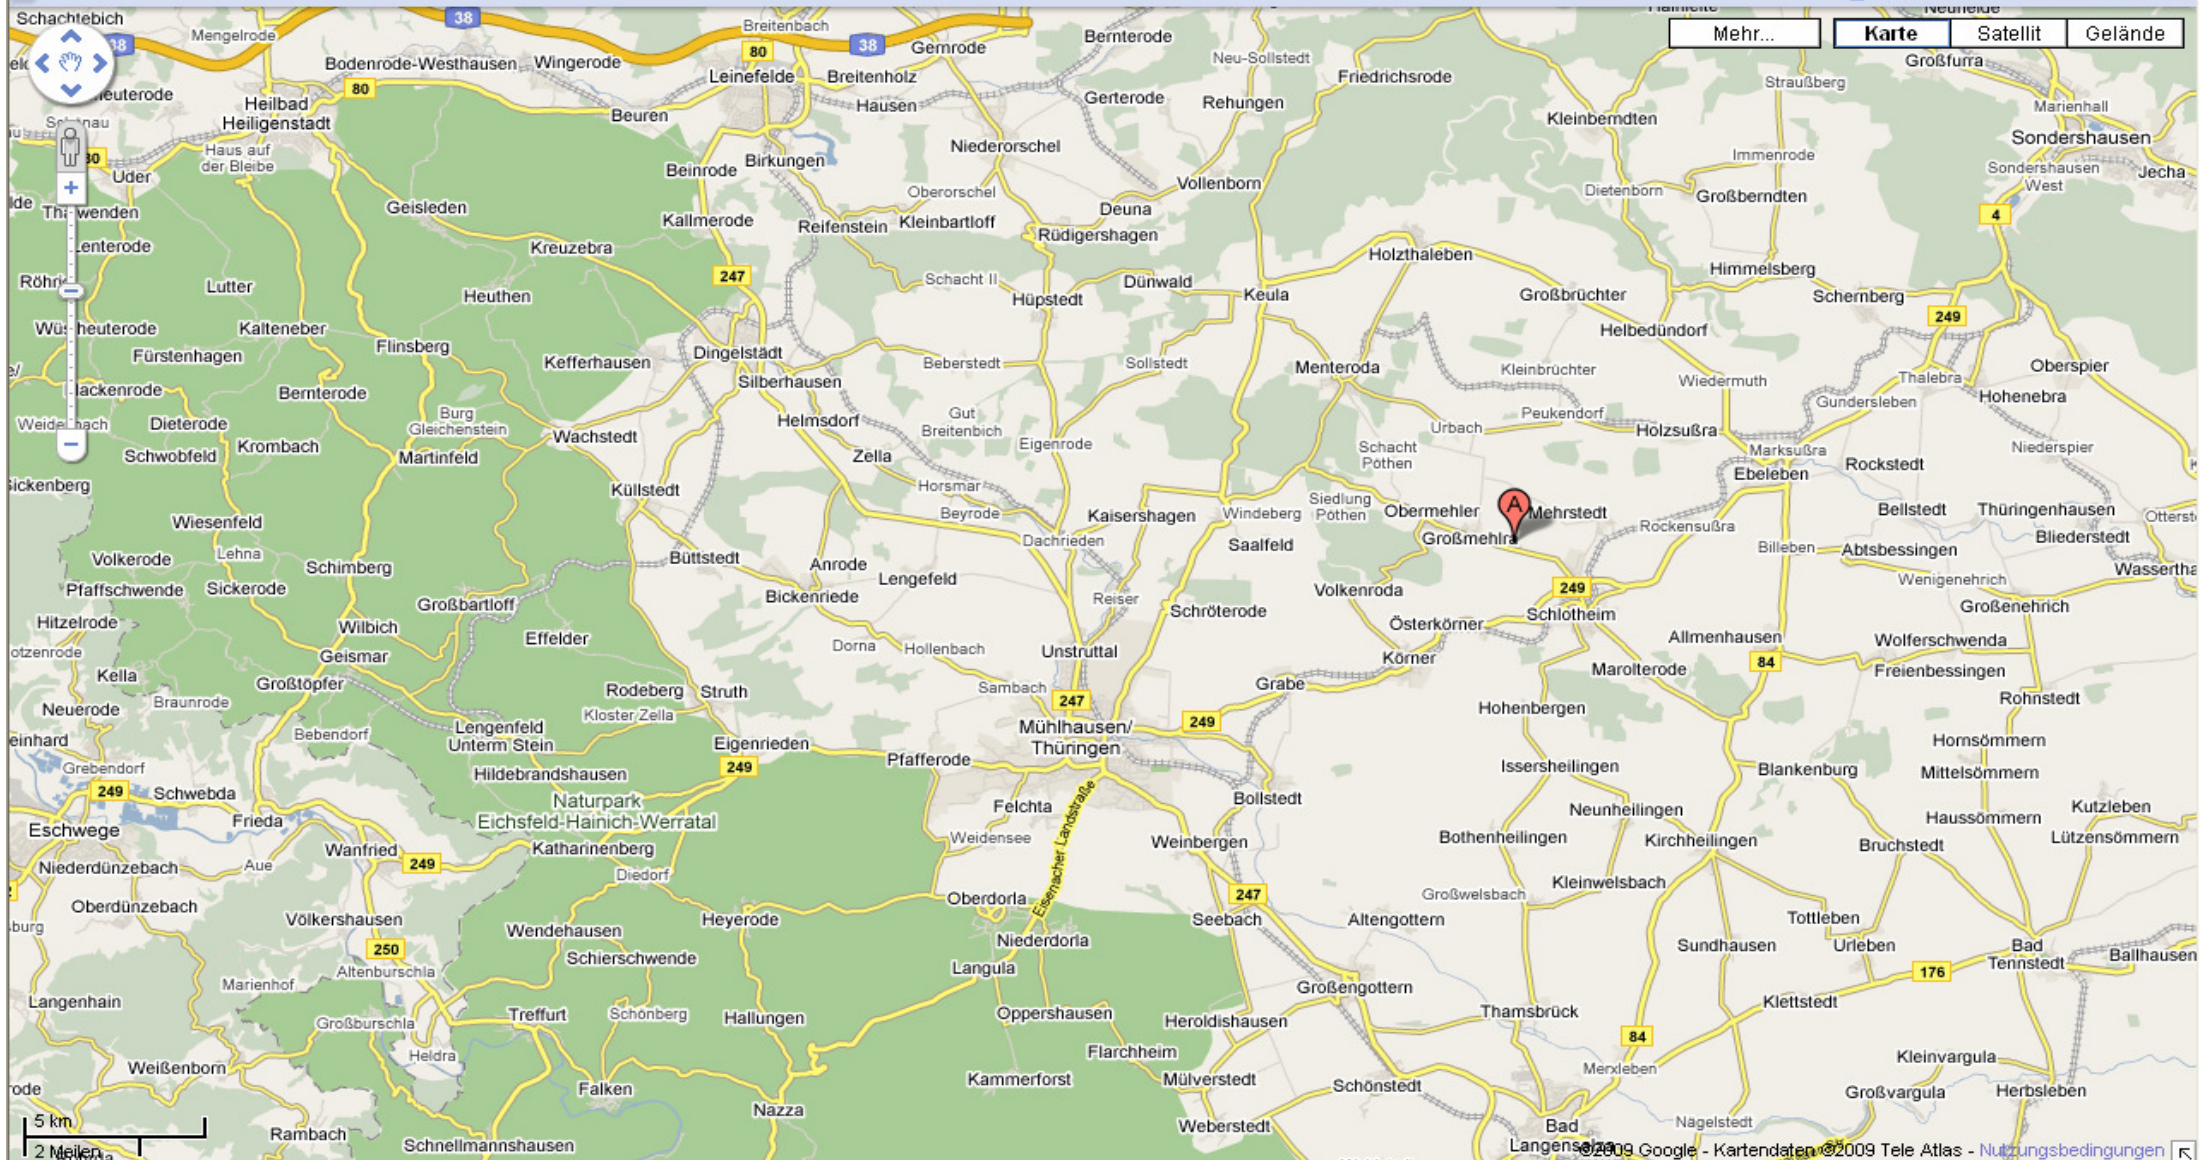 Schachtebich
38
Mengelrode
Breitenbach
Gernrode
Bernterode
Mehr...
Karte
Satellit
Gelände
38
80
38
Bodenrode-Westhausen
Wingerode
Leinefelde
Breitenholz
Neu-Sollstedt
Friedrichsrode
Straußberg
Großfurra
80
Heilbad
Heiligenstadt
Beuren
Hausen
Gerterode
Rehungen
Kleinberndten
Marienhall
Sondershausen
Haus auf
der Bleibe
Uder
Beinrode
Birkungen
Niederorschel
Vollenborn
Immenrode
Dietenborn
Großberndten
Sondershausen
West
Jecha
Geisleden
Kallmerode
Reifenstein
Oberorschel
Kleinbartloff
Deuna
Rüdigershagen
4
Kreuzebra
Holzthaleben
Himmelsberg
Lutter
Heuthen
247
Schacht II
Hüpstedt
Dünwald
Keula
Großbrüchter
Schernberg
249
Kalteneber
Fürstenhagen
Flinsberg
Kefferhausen
Dingelstädt
Silberhausen
Beberstedt
Sollstedt
Menteroda
Helbedündorf
Kleinbrüchter
Wiedermuth
Thalebra
Oberspier
Hohenebra
Bernterode
Dieterode
Burg
Gleichenstein
Wachstedt
Helmsdorf
Gut
Breitenbich
Eigenrode
Urbach
Peukendorf
Holzsußra
Gundersleben
Niederspier
Schwobfeld
Krombach
Martinfeld
Zella
Schacht
Pöthen
Marksußra
Ebeleben
Rockstedt
Sickenberg
Küllstedt
Horsmar
Beyrode
Kaisershagen
Windeberg
Siedlung
Pöthen
Obermehler
A
Mehrstedt
Bellstedt
Thüringenhausen
Wiesenfeld
Lehna
Volkerode
Dachrieden
Saalfeld
Großmehlra
Rockensußra
Billeben
Abtsbessingen
Bliederstedt
Pfaffschwende
Sickerode
Schimberg
Büttstedt
Anrode
Lengefeld
Volkenroda
249
Wenigenehrich
Hitzelrode
Großbartloff
Bickenriede
Reiser
Schröterode
Schlotheim
Großenehrich
Wilbich
Effelder
Dorna
Hollenbach
Unstruttal
Österkörner
Körner
Allmenhausen
Wolferschwenda
Geismar
Kella
Großtöpfer
Rodeberg
Struth
Sambach
Grabe
Marolterode
84
Freienbessingen
Neuerode
Braunrode
Kloster Zella
247
Hohenbergen
Rohnstedt
Bebendorf
Lengenfeld
Unterm Stein
Eigenrieden
Mühlhausen/
Thüringen
249
Hornsömmern
Grebendorf
Hildebrandshausen
249
Pfafferode
Issersheilingen
Blankenburg
Mittelsömmern
249
Schwebda
Naturpark
Eichsfeld-Hainich-Werratal
Felchta
Bollstedt
Neunheilingen
Kutzleben
Eschwege
Frieda
Weidensee
Eisenacher Landstraße
Weinbergen
Bothenheilingen
Kirchheilingen
Haussömmern
Lützensömmern
Niederdünzebach
Aue
Wanfried
249
Katharinenberg
Diedorf
Bruchstedt
Oberdünzebach
Völkershausen
Heyerode
Oberdorla
247
Großwelsbach
Kleinwelsbach
Wendehausen
Seebach
Altengottern
Tottleben
250
Schierschwende
Niederdorla
Sundhausen
Urleben
Bad
Tennstedt
Ballhausen
Altenburschla
Langula
176
Marienhof
Langenhain
Großengottern
Klettstedt
Großburschla
Treffurt
Schönberg
Hallungen
Oppershausen
Heroldishausen
Thamsbrück
84
Heldra
Weißenborn
Flarchheim
Merxleben
Kleinvargula
Falken
Kammerforst
Mülverstedt
Schönstedt
Großvargula
Herbsleben
Nazza
5 km
Rambach
Weberstedt
Bad
Nägelstedt
2 Meilen
Schnellmannshausen
Langensalza
©2009 Google - Kartendaten ©2009 Tele Atlas - Nutzungsbedingungen